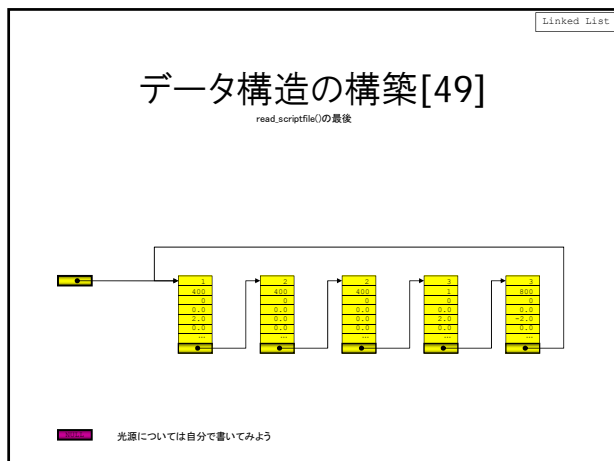 Linked List
データ構造の構築[49]
read_scriptfile()の最後
1 2 2 3 3
400 400 400 1 800
0 0 0 0 0
0.0 0.0 0.0 0.0 0.0
2.0 0.0 0.0 2.0 -2.0
0.0 0.0 0.0 0.0 0.0
… … … … …
NULL 光源については自分で書いてみよう